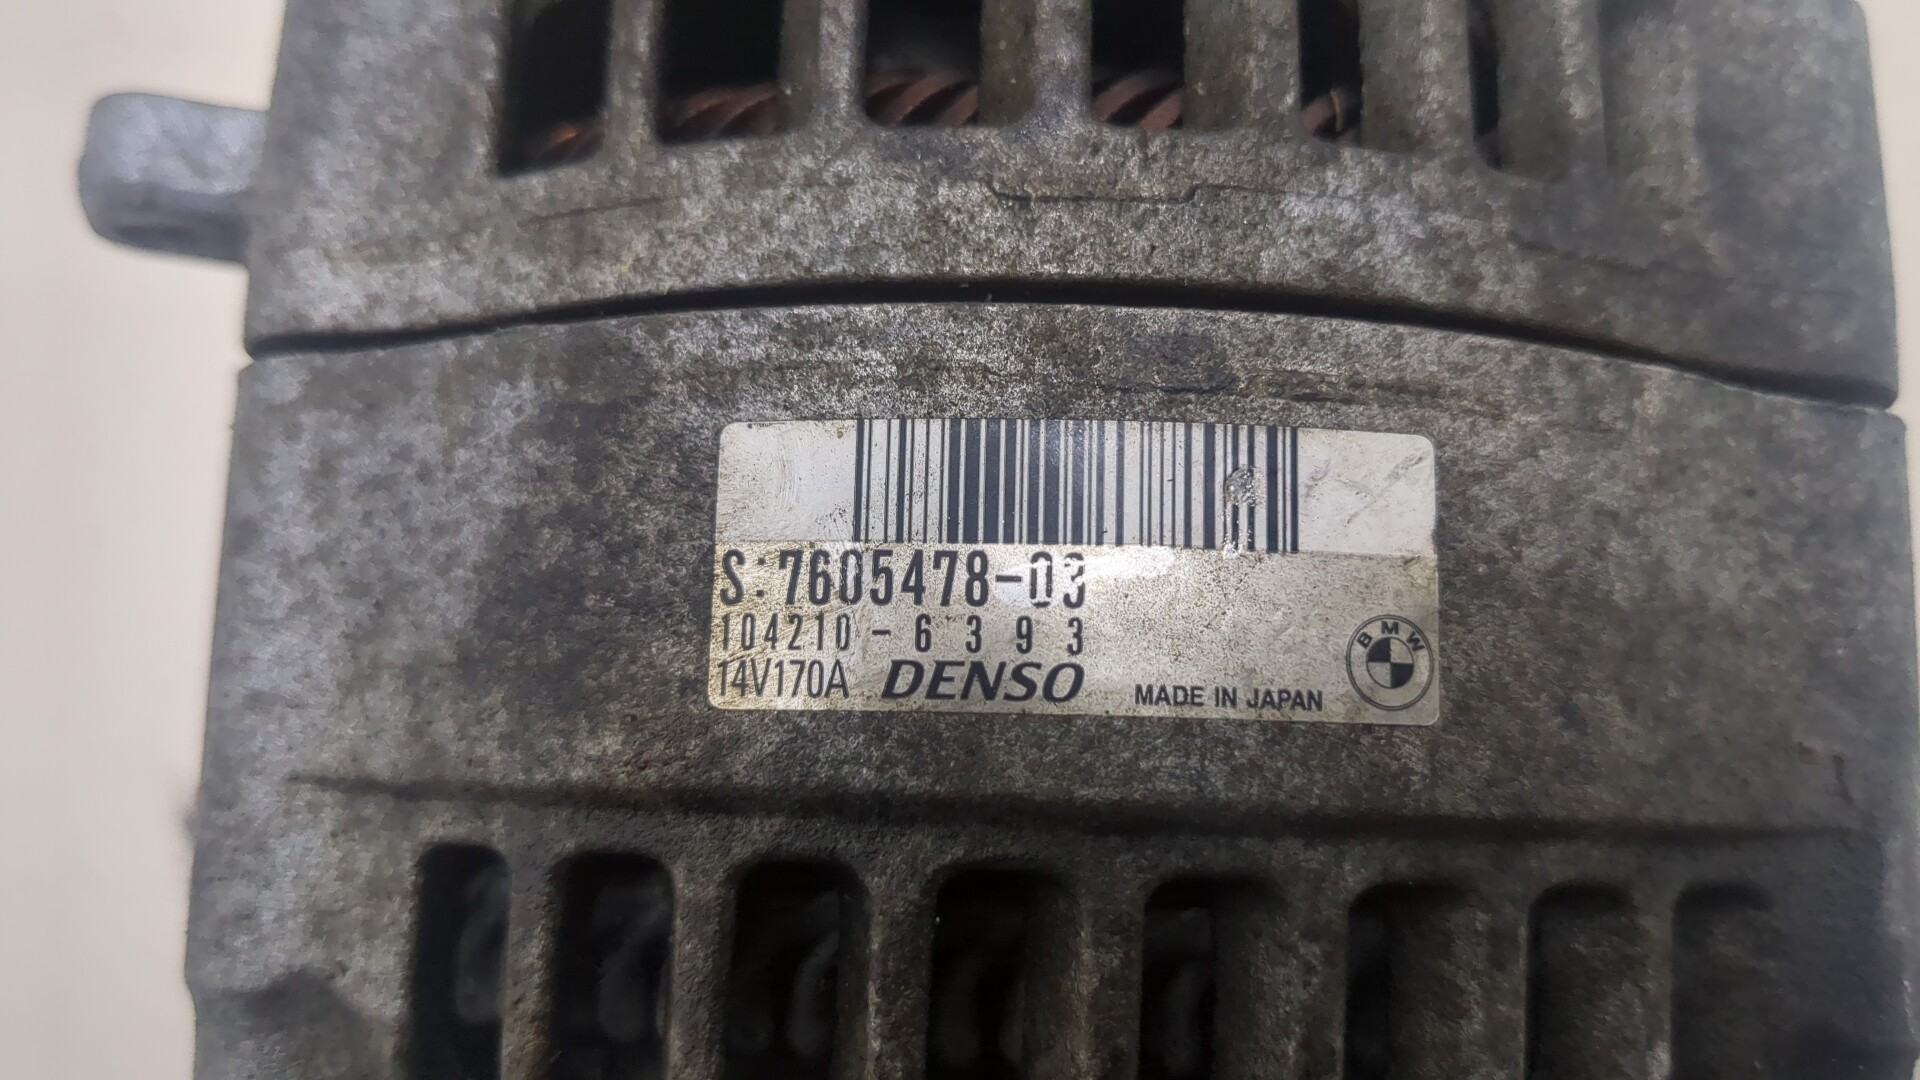 S:7605478-03
104210-6393
14V170A DENSO MADE IN JAPAN BMW